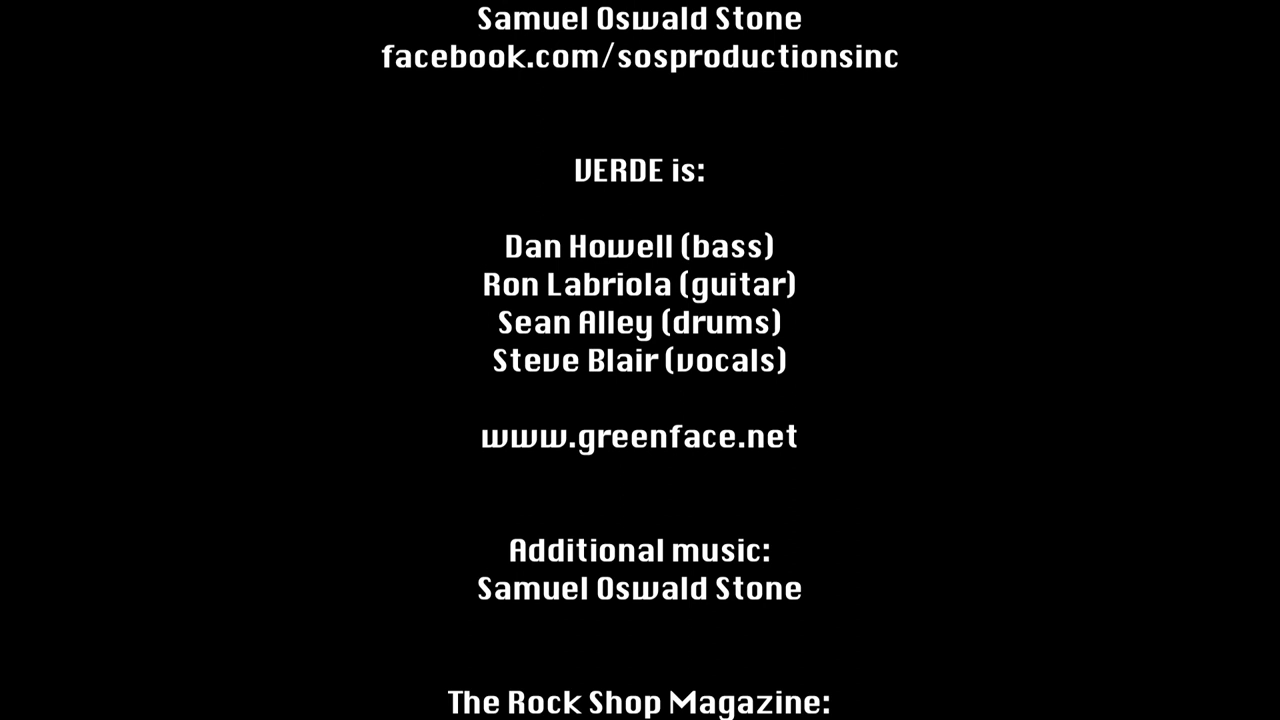 Samuel Oswald Stone
facebook.com/sosproductionsinc
VERDE is:
Dan Howell (bass)
Ron Labriola (guitar)
Sean Alley (drums)
Steve Blair (vocals)
www.greenface.net
Additional music:
Samuel Oswald Stone
The Rock Shop Magazine: